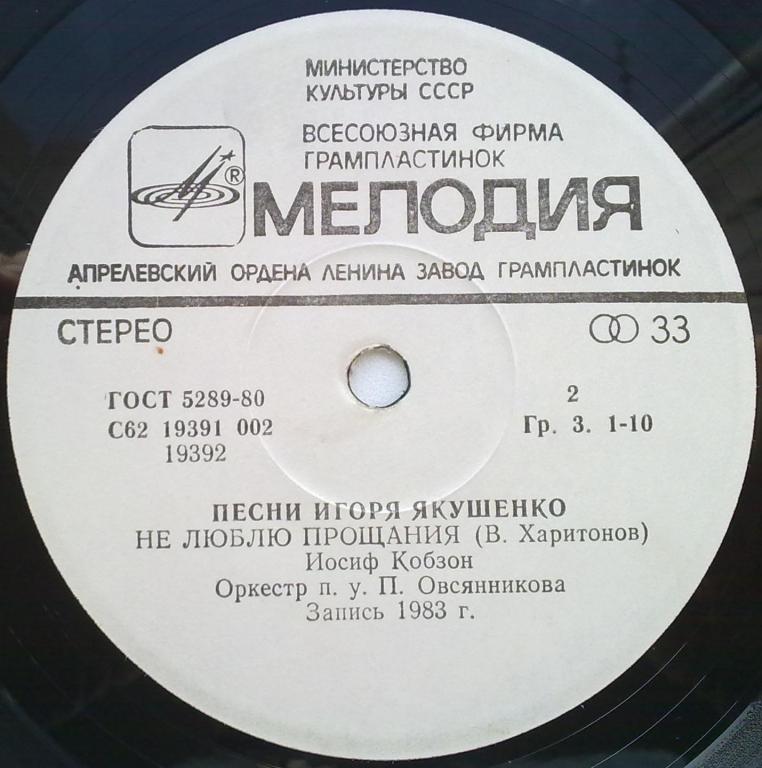 МИНИСТЕРСТВО
КУЛЬТУРЫ СССР
ВСЕСОЮЗНАЯ ФИРМА
ГРАМПЛАСТИНОК
®
МЕЛОДИЯ
АПРЕЛЕВСКИЙ ОРДЕНА ЛЕНИНА ЗАВОД ГРАМПЛАСТИНОК
СТЕРЕО 33
ГОСТ 5289-80 2
С62 19391 002 Гр. 3. 1-10
19392
ПЕСНИ ИГОРЯ ЯКУШЕНКО
НЕ ЛЮБЛЮ ПРОЩАНИЯ (В. Харитонов)
Иосиф Кобзон
Оркестр п. у. П. Овсянникова
Запись 1983 г.